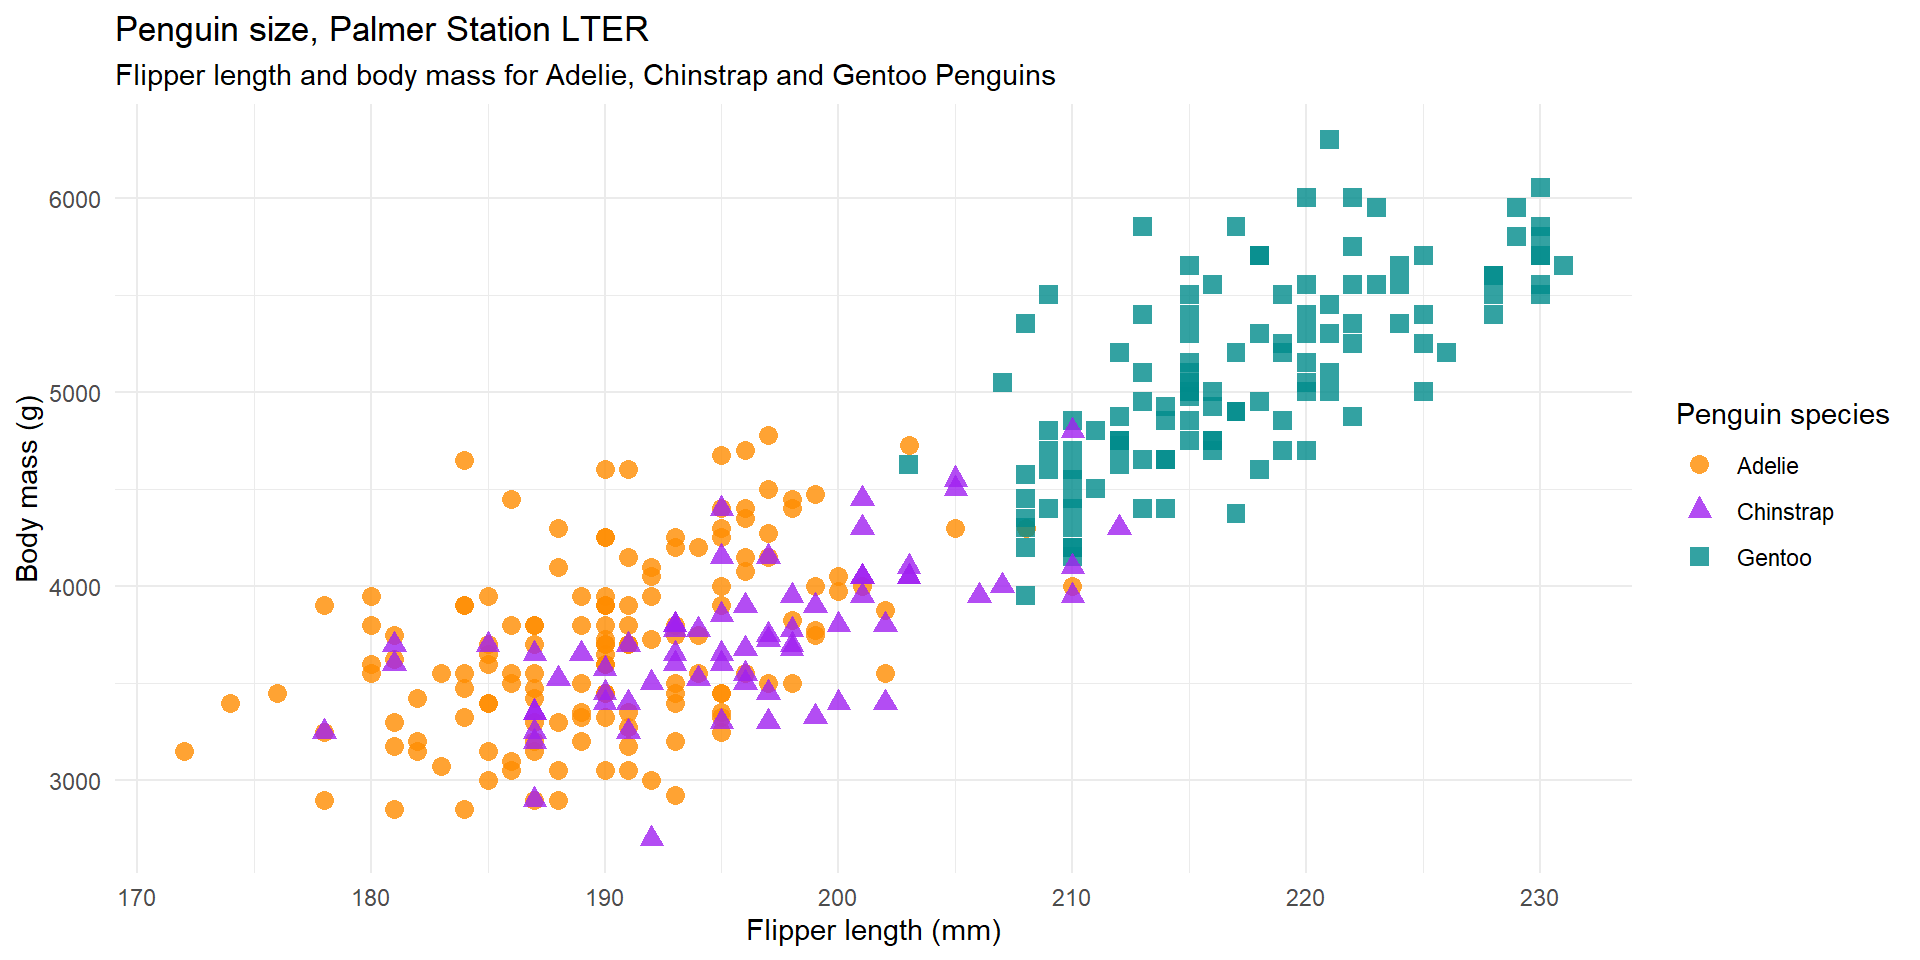 Penguin size, Palmer Station LTER
Flipper length and body mass for Adelie, Chinstrap and Gentoo Penguins
Body mass (g)
6000
5000
4000
3000
170 180 190 200 210 220 230
Flipper length (mm)
Penguin species
Adelie
Chinstrap
Gentoo